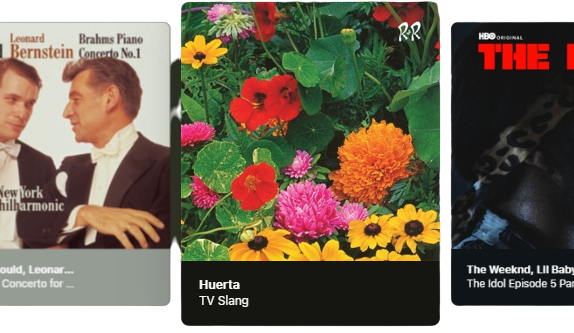 Leonard
Bernstein
Brahms Piano
Concerto No.1
New York
Philharmonic
ould, Leonar...
Concerto for ...
R&R
Huerta
TV Slang
HBO ORIGINAL
THE
The Weeknd, Lil Baby
The Idol Episode 5 Par